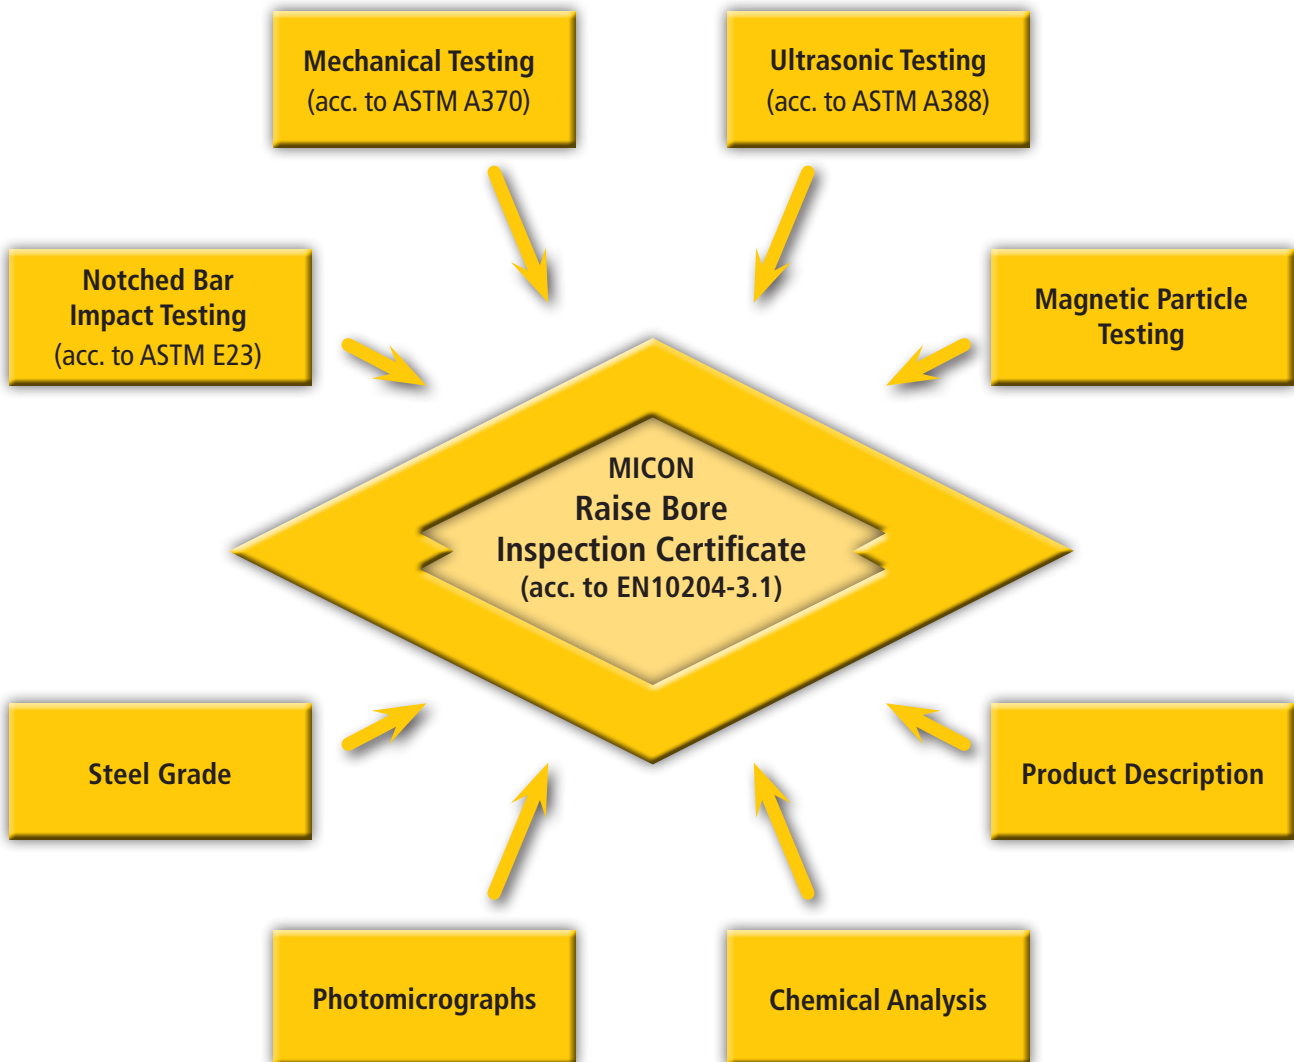 Mechanical Testing
(acc. to ASTM A370)
Ultrasonic Testing
(acc. to ASTM A388)
Notched Bar
Impact Testing
(acc. to ASTM E23)
Magnetic Particle
Testing
MICON
Raise Bore
Inspection Certificate
(acc. to EN10204-3.1)
Steel Grade
Product Description
Photomicrographs
Chemical Analysis